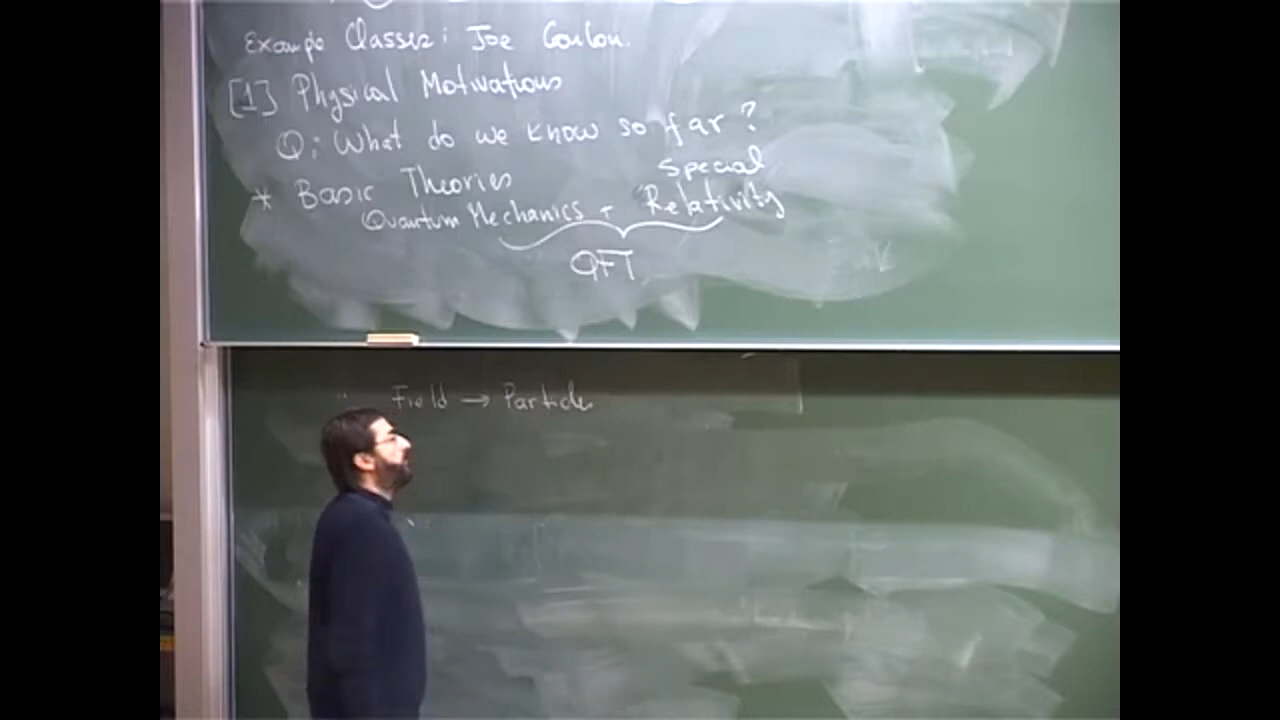 Example Classes: Joe Conlon.
[1] Physical Motivations
Q: What do we know so far?
* Basic Theories
Special
Quantum Mechanics + Relativity
QFT
Field → Particle